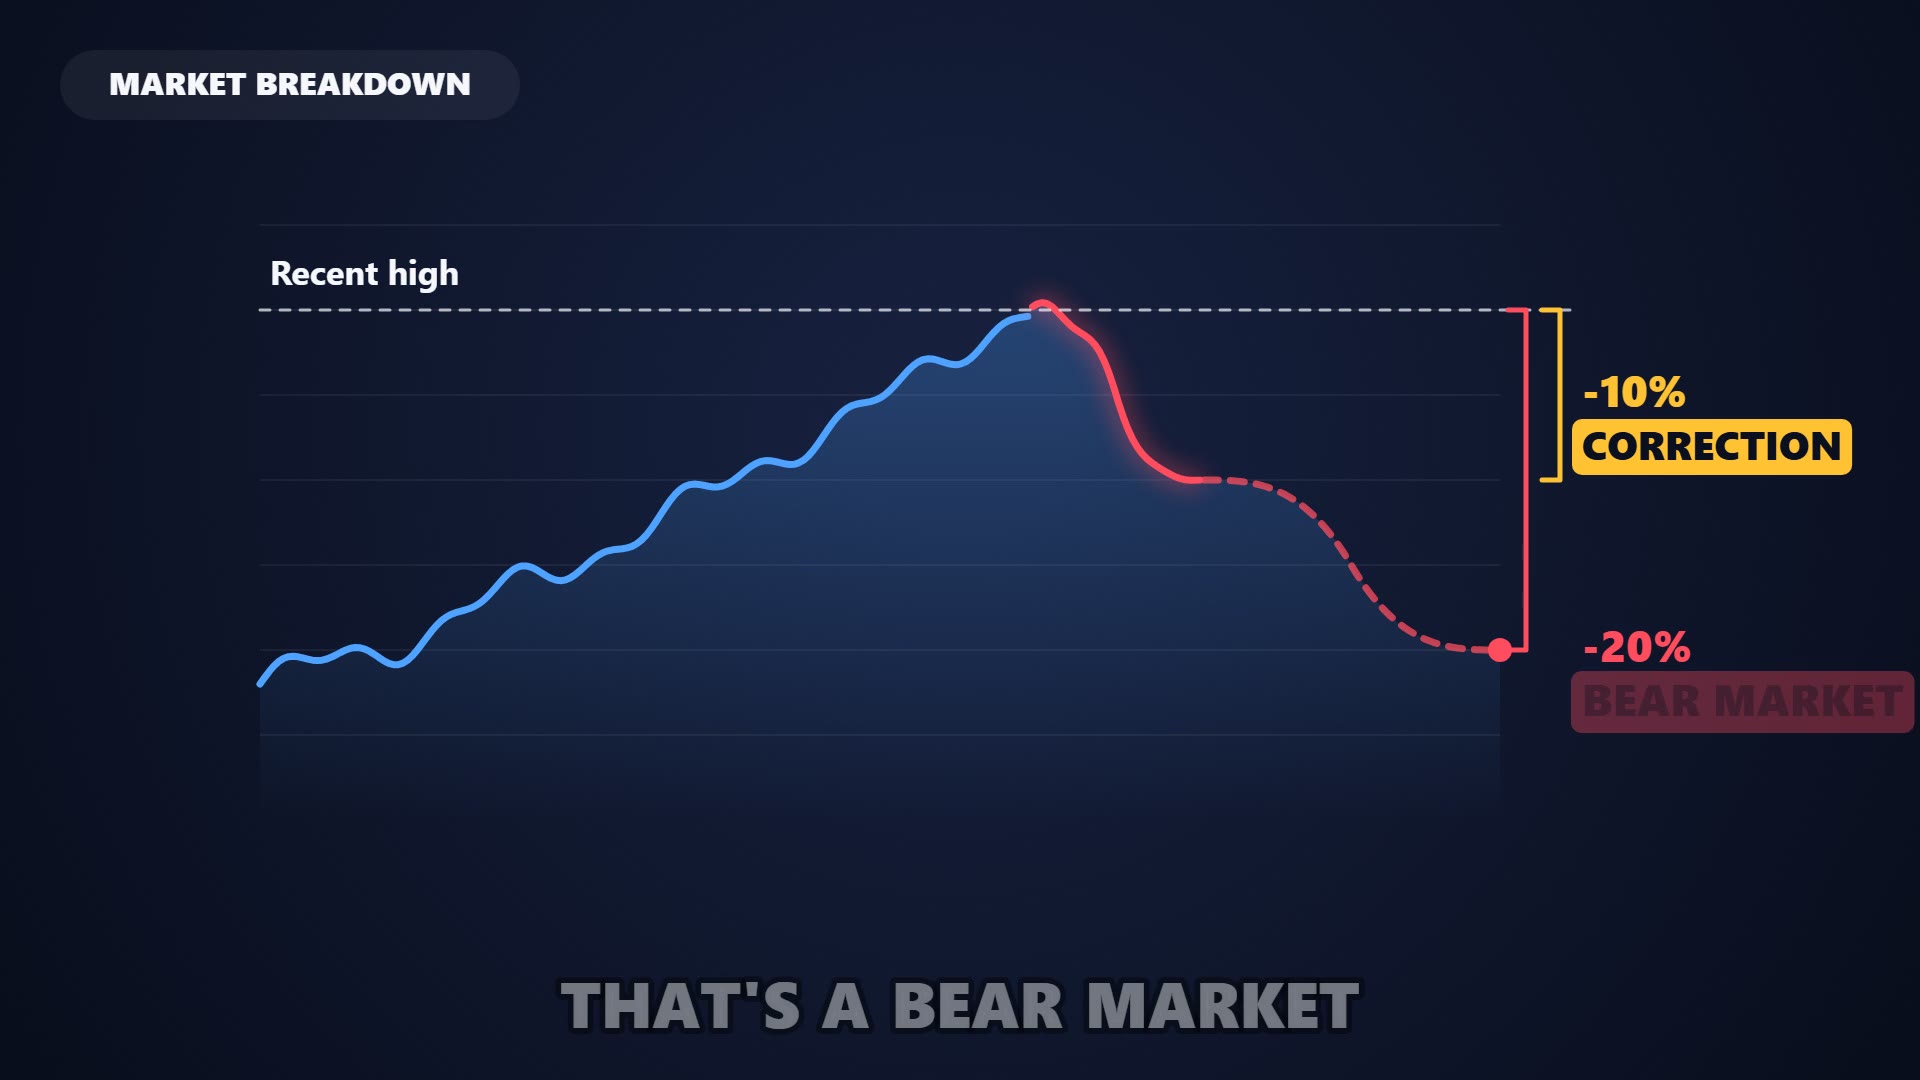 MARKET BREAKDOWN
Recent high
-10%
CORRECTION
-20%
BEAR MARKET
THAT'S A BEAR MARKET